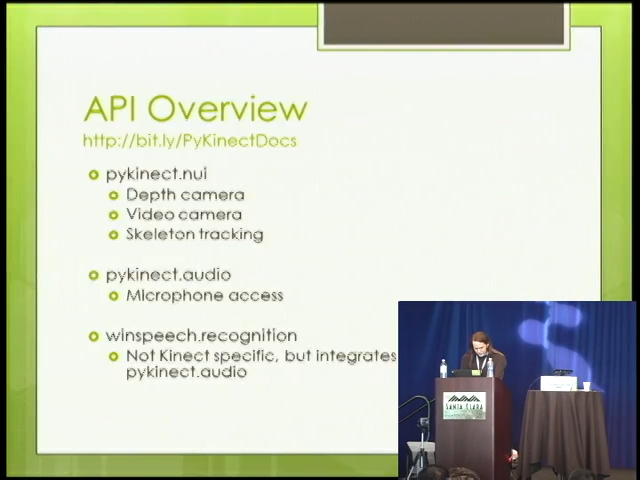 API Overview
http://bit.ly/PyKinectDocs
pykinect.nui
Depth camera
Video camera
Skeleton tracking
pykinect.audio
Microphone access
winspeech.recognition
Not Kinect specific, but integrates
pykinect.audio
SANTA CLARA